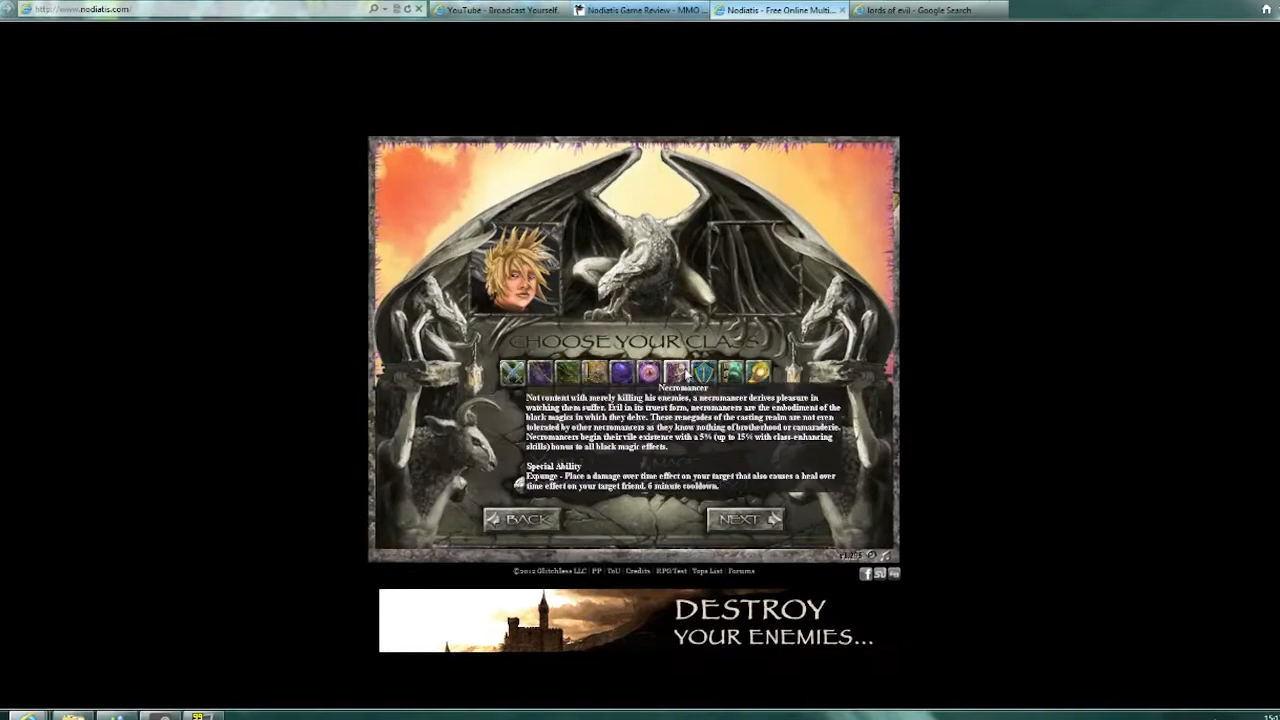 http://www.nodiatis.com
YouTube - Broadcast Yourself.
Nodiatis Game Review - MMO ...
Nodiatis - Free Online Multi...
lords of evil - Google Search
CHOOSE YOUR CLASS
Necromancer
Not content with merely killing his enemies, a necromancer derives pleasure in
watching them suffer. Evil in its truest form, necromancers are the embodiment of the
black magics in which they delve. These renegades of the casting realm are not even
tolerated by other necromancers as they know nothing of brotherhood or camaraderie.
Necromancers begin their vile existence with a 5% (up to 15% with class-enhancing
skills) bonus to all black magic effects.
Special Ability
Expunge - Place a damage over time effect on your target that also causes a heal over
time effect on your target friend. 6 minute cooldown.
BACK
NEXT
©2012 Glitchless LLC | PP | ToU | Credits | RPG Test | Tops List | Forums
DESTROY
YOUR ENEMIES...